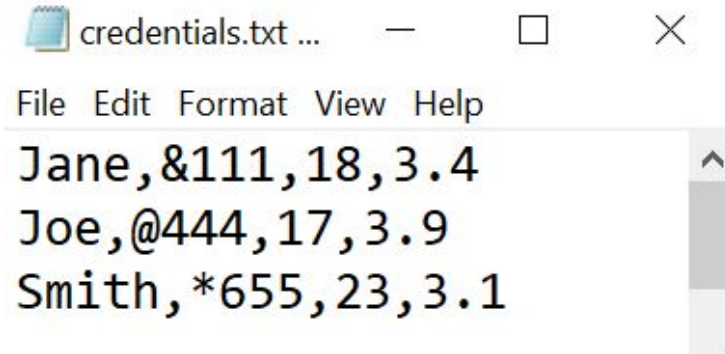 credentials.txt ...
File Edit Format View Help
Jane,&111,18,3.4
Joe,@444,17,3.9
Smith,*655,23,3.1